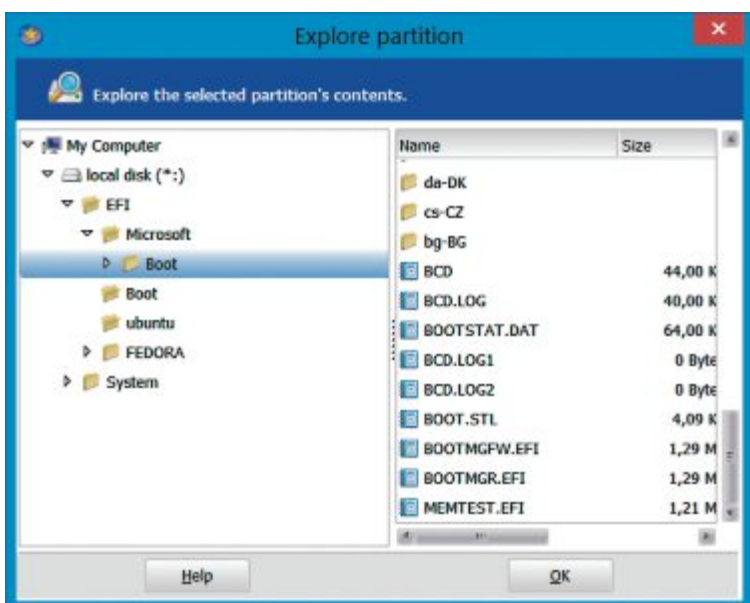 Explore partition
Explore the selected partition's contents.
My Computer
local disk (*:)
EFI
Microsoft
Boot
Boot
ubuntu
FEDORA
System
Name Size
da-DK
cs-CZ
bg-BG
BCD 44,00 K
BCD.LOG 40,00 K
BOOTSTAT.DAT 64,00 K
BCD.LOG1 0 Byte
BCD.LOG2 0 Byte
BOOT.STL 4,09 K
BOOTMGFW.EFI 1,29 M
BOOTMGR.EFI 1,29 M
MEMTEST.EFI 1,21 M
Help OK